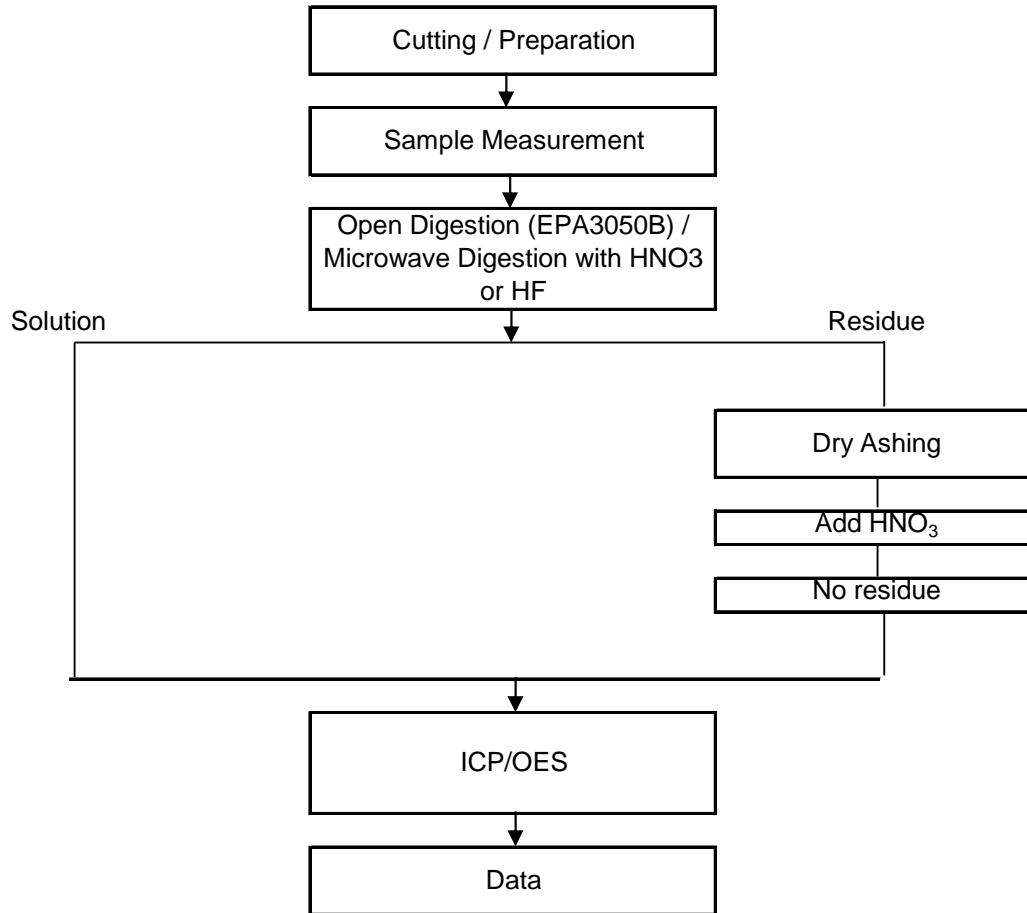 Cutting / Preparation
Sample Measurement
Open Digestion (EPA3050B) /
Microwave Digestion with HNO3
or HF
Solution
Residue
Dry Ashing
Add HNO₃
No residue
ICP/OES
Data